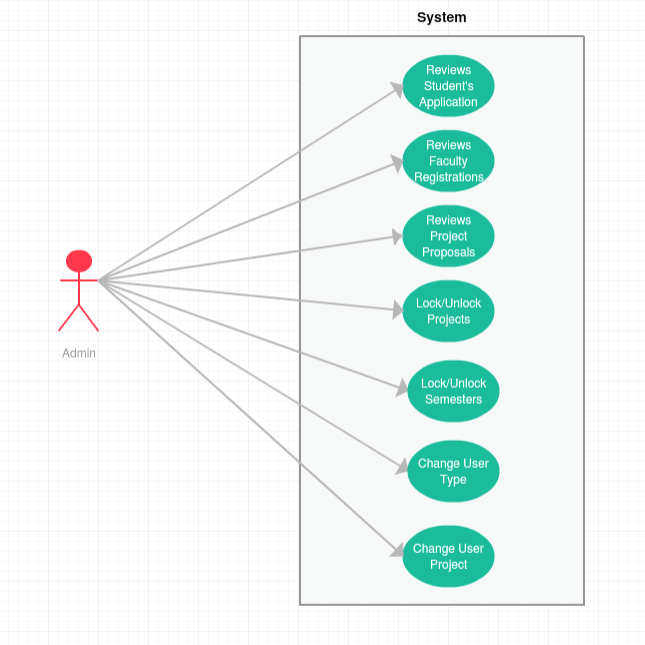 System
Reviews
Student's
Application
Reviews
Faculty
Registrations
Reviews
Project
Proposals
Lock/Unlock
Projects
Lock/Unlock
Semesters
Change User
Type
Change User
Project
Admin